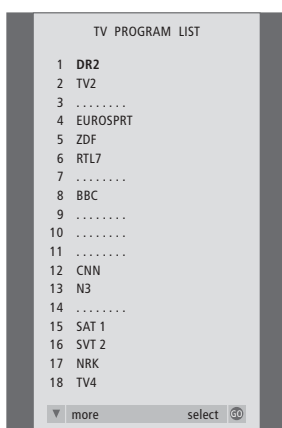 TV PROGRAM LIST
1 DR2
2 TV2
3 ........
4 EUROSPRT
5 ZDF
6 RTL7
7 ........
8 BBC
9 ........
10 ........
11 ........
12 CNN
13 N3
14 ........
15 SAT 1
16 SVT 2
17 NRK
18 TV4
▼ more select GO